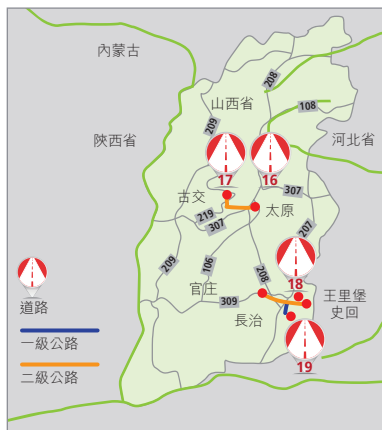 內蒙古
208
山西省
108
209
陝西省
河北省
17
16
古交
307
太原
219
307
207
209
106
208
18
官庄
309
王里堡
史回
長治
道路
19
一級公路
二級公路